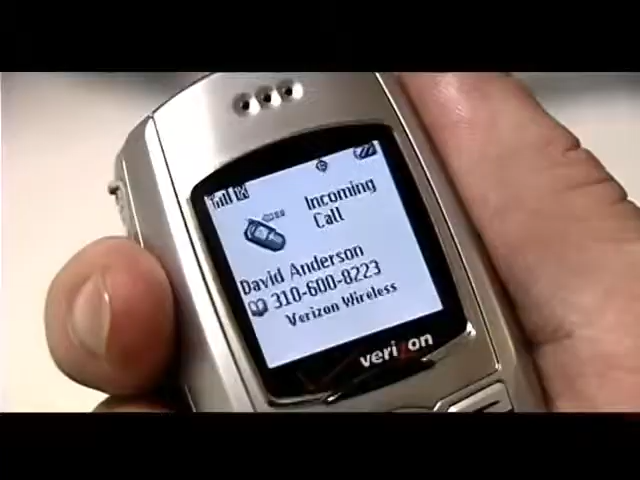 Incoming
Call
David Anderson
310-600-8223
Verizon Wireless
verizon